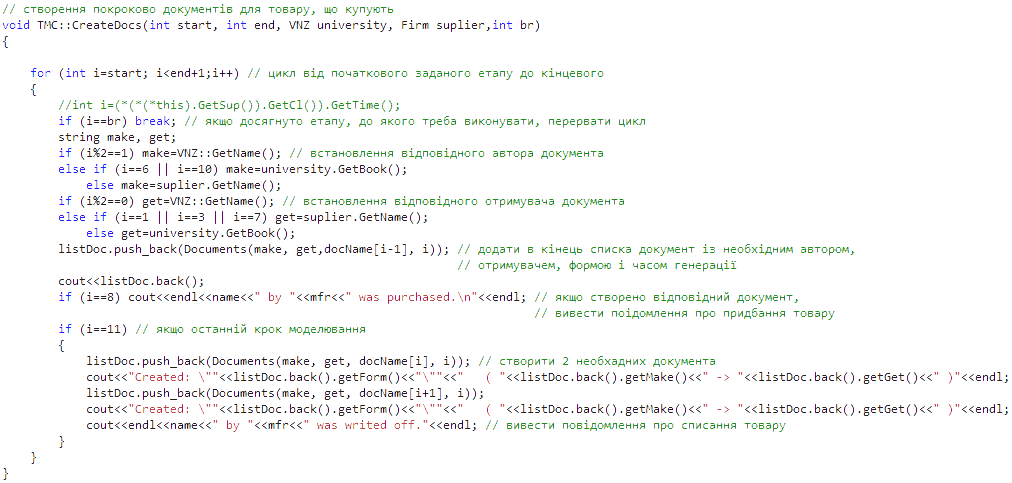 // створення покроково документів для товару, що купують
void TMC::CreateDocs(int start, int end, VNZ university, Firm suplier,int br)
{
for (int i=start; i<end+1;i++) // цикл від початкового заданого етапу до кінцевого
{
//int i=(*(*(*this).GetSup()).GetCl()).GetTime();
if (i==br) break; // якщо досягнуто етапу, до якого треба виконувати, перервати цикл
string make, get;
if (i%2==1) make=VNZ::GetName(); // встановлення відповідного автора документа
else if (i==6 || i==10) make=university.GetBook();
else make=suplier.GetName();
if (i%2==0) get=VNZ::GetName(); // встановлення відповідного отримувача документа
else if (i==1 || i==3 || i==7) get=suplier.GetName();
else get=university.GetBook();
listDoc.push_back(Documents(make, get,docName[i-1], i)); // додати в кінець списка документ із необхідним автором,
// отримувачем, формою і часом генерації
cout<<listDoc.back();
if (i==8) cout<<endl<<name<<" by "<<mfr<<" was purchased.\n"<<endl; // якщо створено відповідний документ,
// вивести поідомлення про придбання товару
if (i==11) // якщо останній крок моделювання
{
listDoc.push_back(Documents(make, get, docName[i], i)); // створити 2 необхадних документа
cout<<"Created: \""<<listDoc.back().getForm()<<"\""<<"   ( "<<listDoc.back().getMake()<<" -> "<<listDoc.back().getGet()<<" )"<<endl;
listDoc.push_back(Documents(make, get, docName[i+1], i));
cout<<"Created: \""<<listDoc.back().getForm()<<"\""<<"   ( "<<listDoc.back().getMake()<<" -> "<<listDoc.back().getGet()<<" )"<<endl;
cout<<endl<<name<<" by "<<mfr<<" was writed off."<<endl; // вивести повідомлення про списання товару
}
}
}